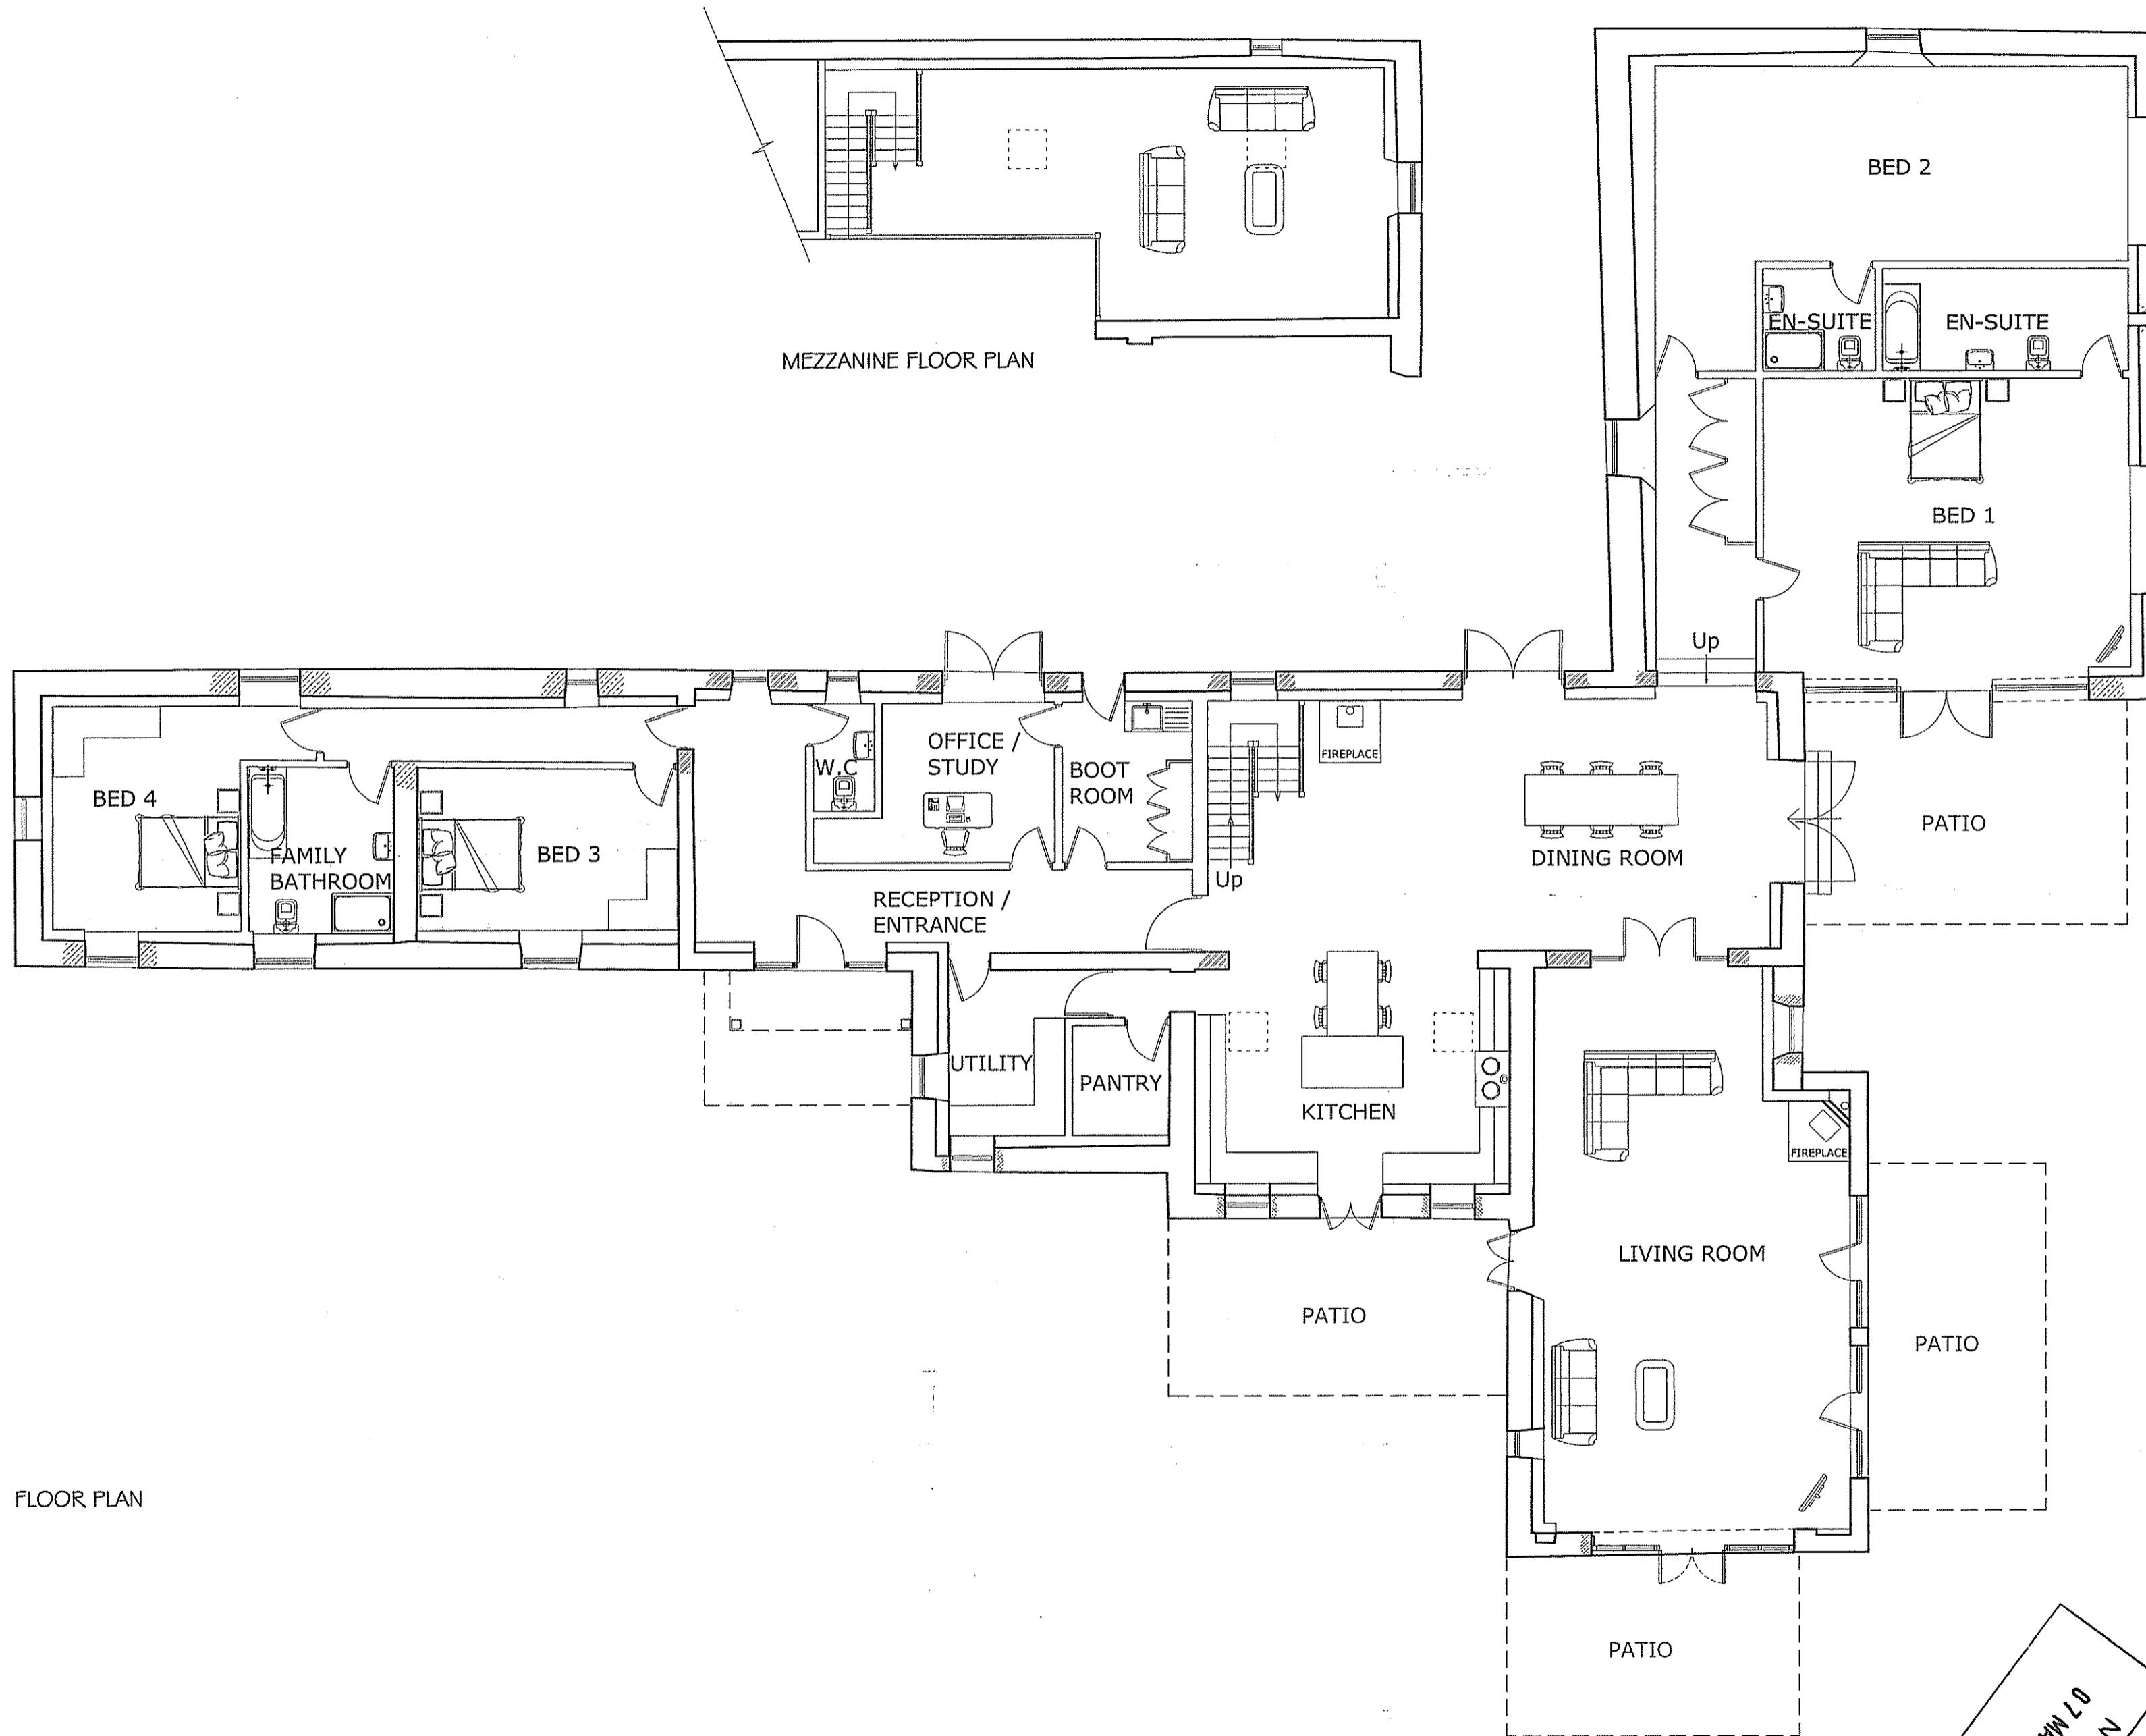 MEZZANINE FLOOR PLAN
BED 2
EN-SUITE
EN-SUITE
BED 1
Up
BED 4
FAMILY
BATHROOM
BED 3
W.C
OFFICE /
STUDY
BOOT
ROOM
RECEPTION /
ENTRANCE
Up
FIREPLACE
DINING ROOM
PATIO
UTILITY
PANTRY
KITCHEN
FIREPLACE
LIVING ROOM
PATIO
PATIO
PATIO
FLOOR PLAN